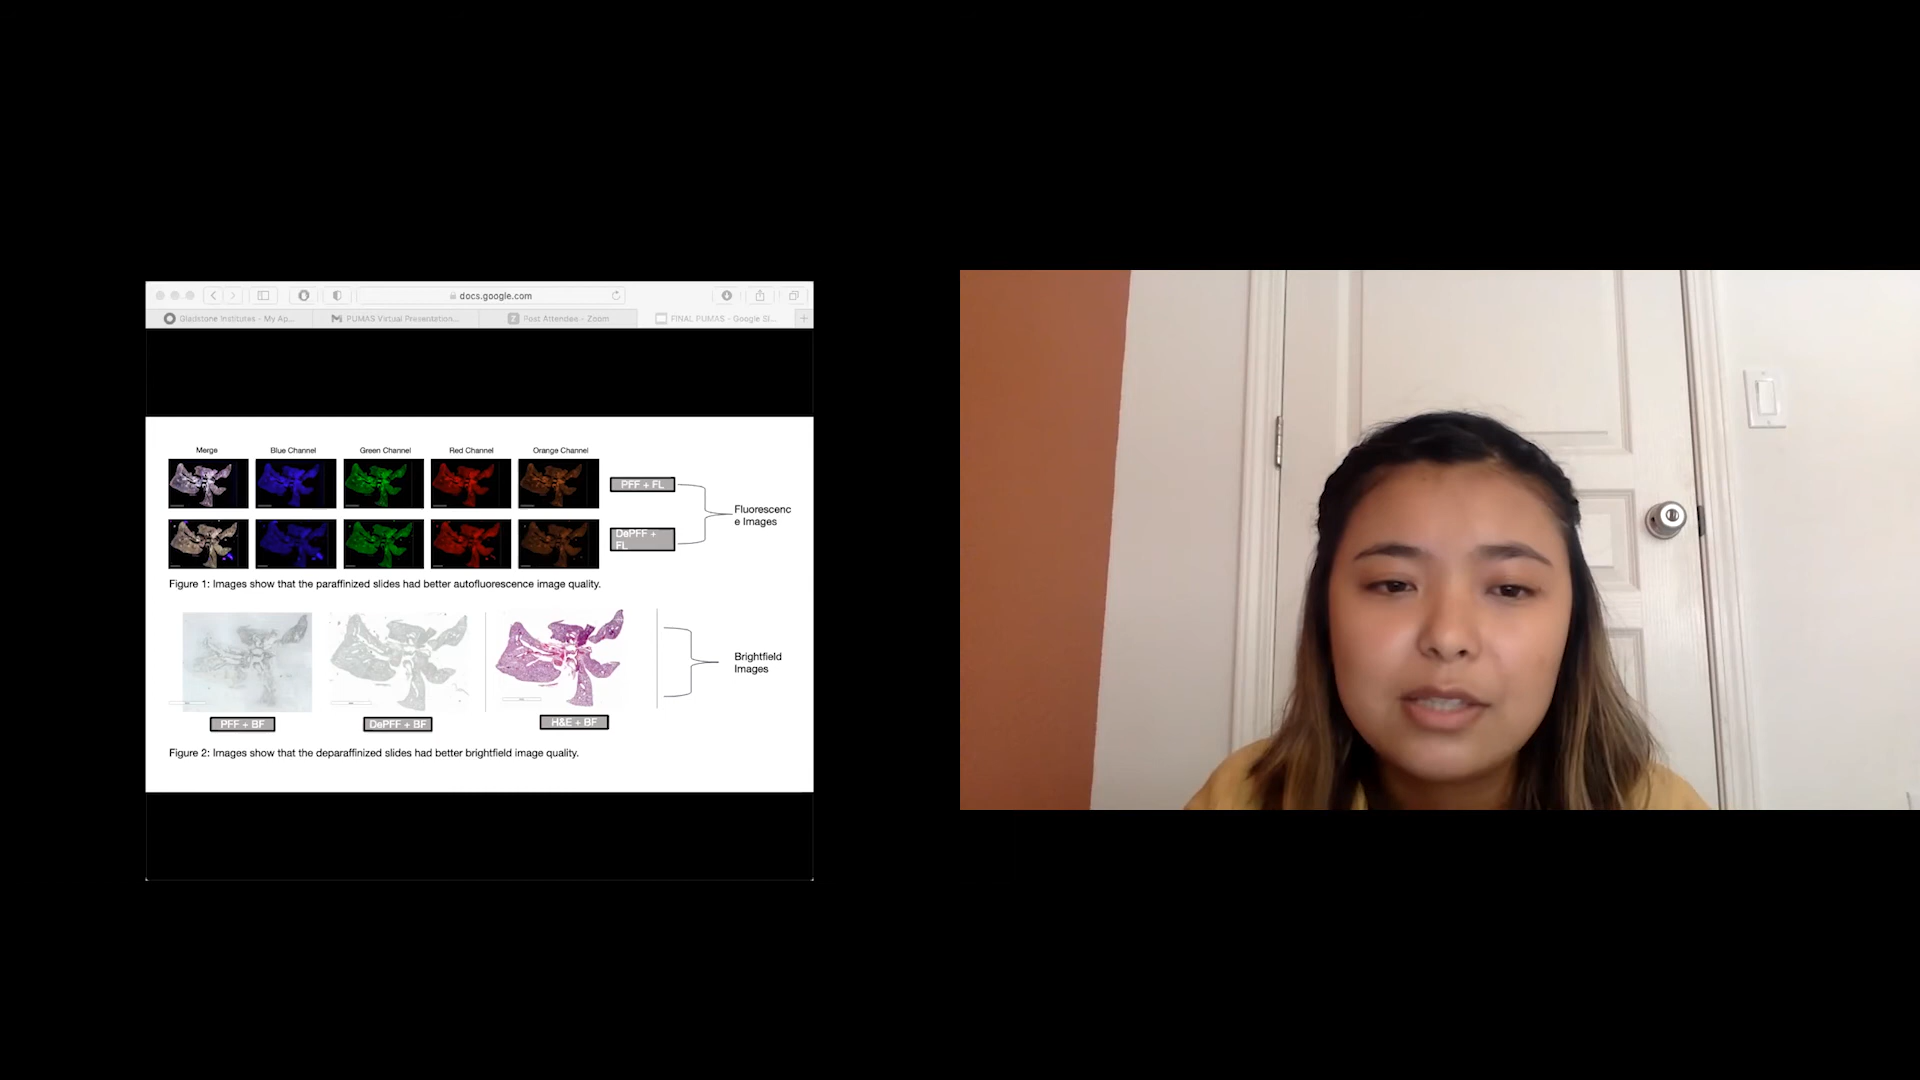 docs.google.com
Gladstone Institutes - My Ap...
PUMAS Virtual Presentation...
Z Post Attendee - Zoom
FINAL PUMAS - Google Sl...
Merge
Blue Channel
Green Channel
Red Channel
Orange Channel
PFF + FL
DePFF +
FL
Fluorescenc
e Images
Figure 1: Images show that the paraffinized slides had better autofluorescence image quality.
PFF + BF
DePFF + BF
H&E + BF
Brightfield
Images
Figure 2: Images show that the deparaffinized slides had better brightfield image quality.